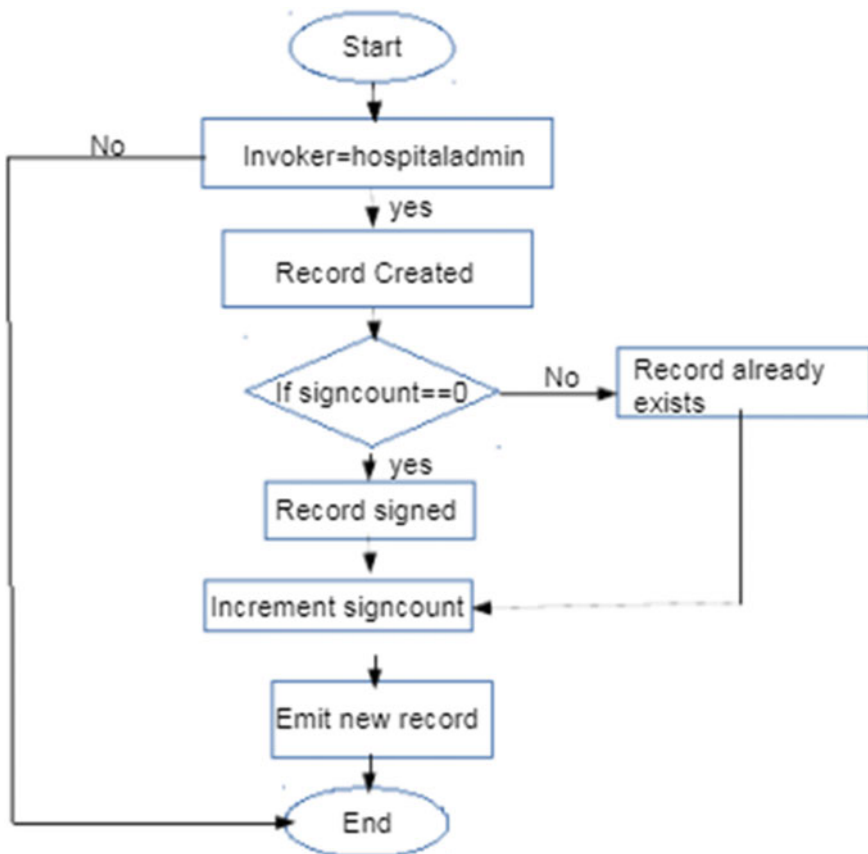 Start
No
Invoker=hospitaladmin
yes
Record Created
If signcount==0
No
Record already
exists
yes
Record signed
Increment signcount
Emit new record
End